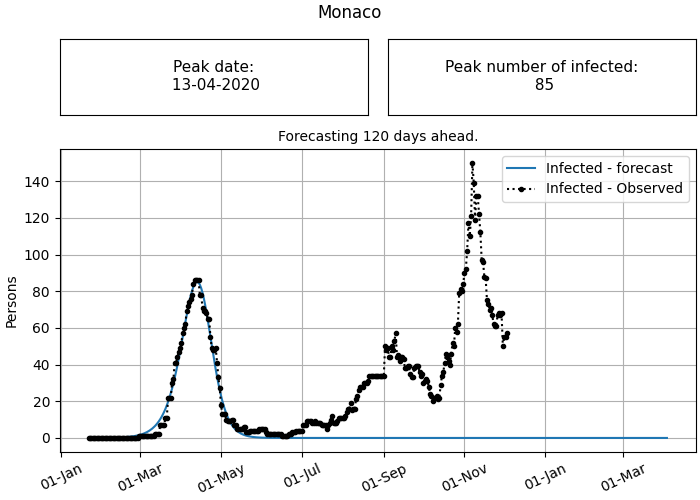 Monaco
Peak date:
13-04-2020
Peak number of infected:
85
Forecasting 120 days ahead.
Infected - forecast
Infected - Observed
Persons
140
120
100
80
60
40
20
0
01-Jan
01-Mar
01-May
01-Jul
01-Sep
01-Nov
01-Jan
01-Mar